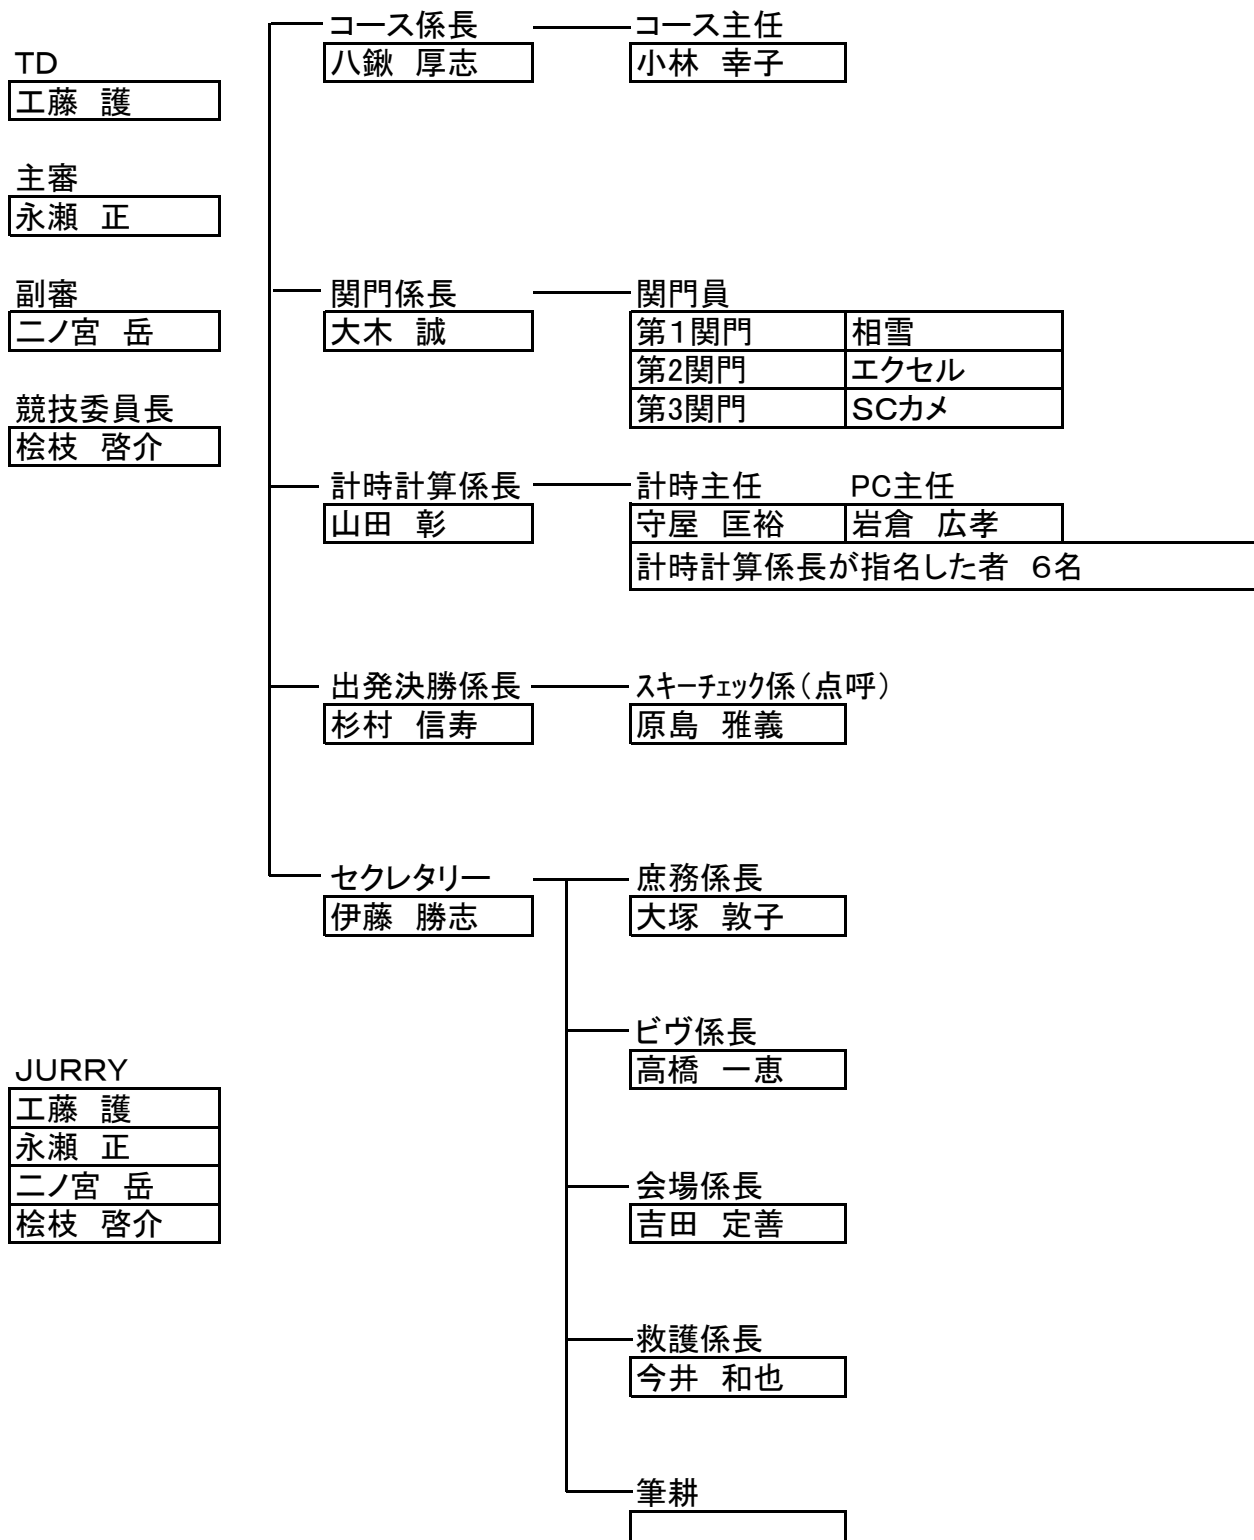 TD
工藤 護
主審
永瀬 正
副審
二ノ宮 岳
競技委員長
桧枝 啓介
コース係長 コース主任
八鍬 厚志 小林 幸子
関門係長 関門員
大木 誠 第１関門 相雪
第2関門 エクセル
第3関門 SCカメ
計時計算係長 計時主任 PC主任
山田 彰 守屋 匡裕 岩倉 広孝
計時計算係長が指名した者 6名
出発決勝係長 ｽｷｰﾁｪｯｸ係（点呼）
杉村 信寿 原島 雅義
セクレタリー 庶務係長
伊藤 勝志 大塚 敦子
ビヴ係長
高橋 一恵
会場係長
吉田 定善
救護係長
今井 和也
筆耕
JURRY
工藤 護
永瀬 正
二ノ宮 岳
桧枝 啓介